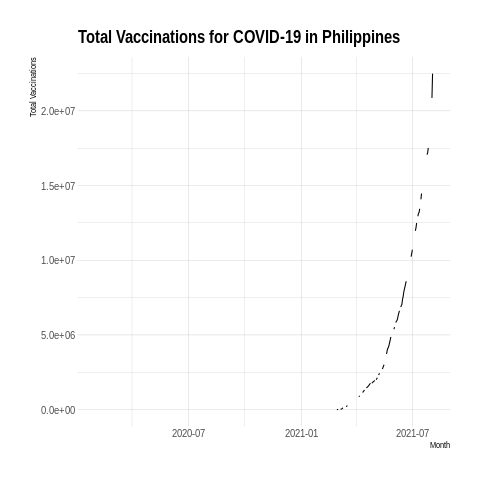 Total Vaccinations for COVID-19 in Philippines
Total Vaccinations
2.0e+07
1.5e+07
1.0e+07
5.0e+06
0.0e+00
2020-07
2021-01
2021-07
Month